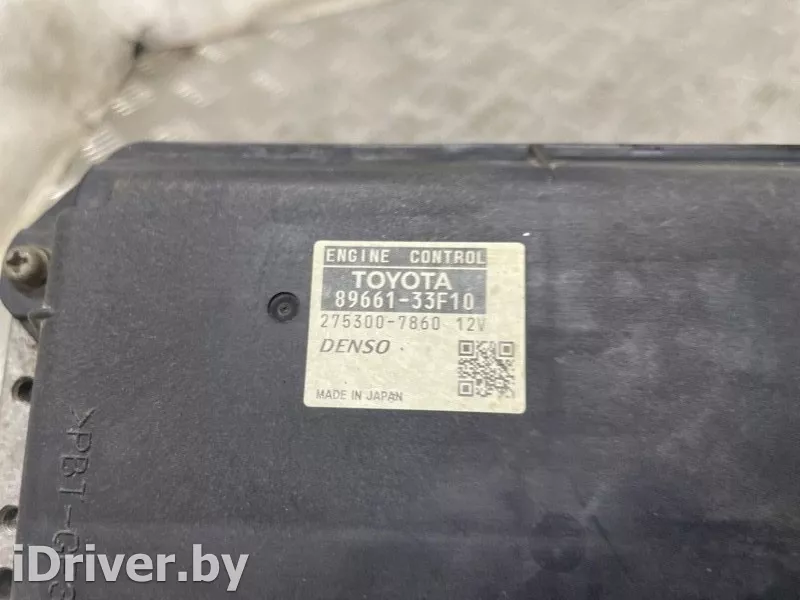 ENGINE CONTROL
TOYOTA
89661-33F10
275300-7860 12V
DENSO
MADE IN JAPAN
>PBT-G
iDriver.by